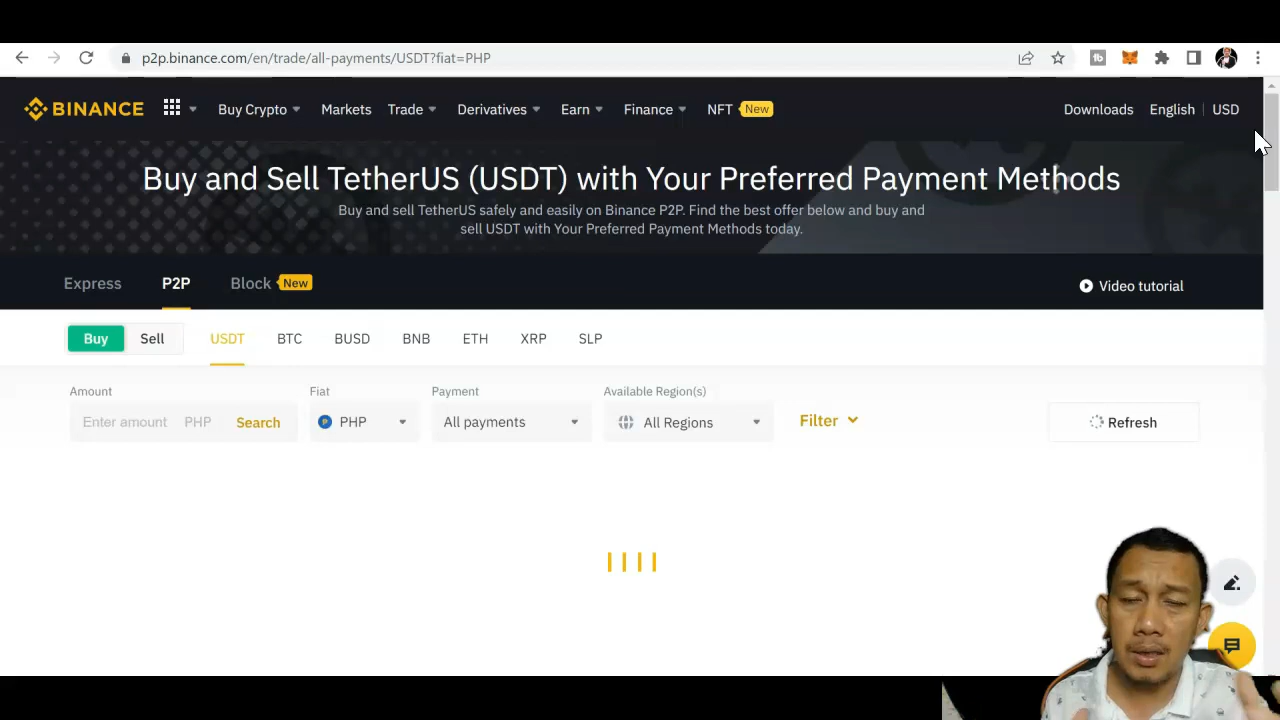 p2p.binance.com/en/trade/all-payments/USDT?fiat=PHP
tb
BINANCE Buy Crypto Markets Trade Derivatives Earn Finance NFT New Downloads English USD
Buy and Sell TetherUS (USDT) with Your Preferred Payment Methods
Buy and sell TetherUS safely and easily on Binance P2P. Find the best offer below and buy and
sell USDT with Your Preferred Payment Methods today.
Express P2P Block New Video tutorial
Buy Sell USDT BTC BUSD BNB ETH XRP SLP
Amount Fiat Payment Available Region(s)
Enter amount PHP Search PHP All payments All Regions Filter Refresh